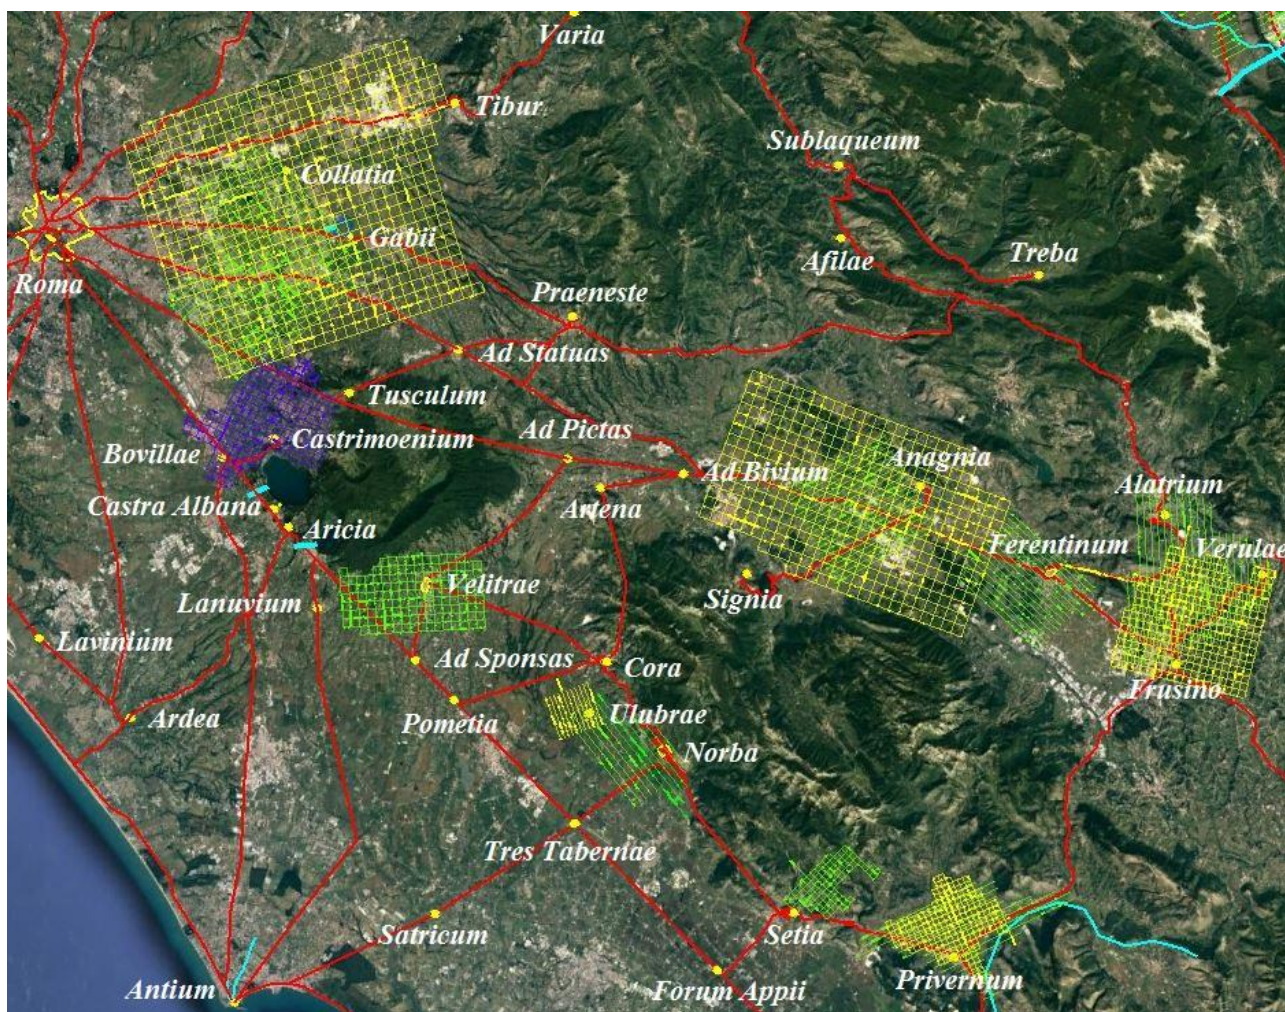 Varia
Tibur
Sublaqueum
Collatia
Gabii
Treba
Afilae
Roma
Praeneste
Ad Statuas
Tusculum
Ad Pictas
Castrimoenium
Bovillae
Anagnia
Ad Bivium
Castra Albana
Artena
Alatrium
Aricia
Ferentinum
Verulae
Velitrae
Signia
Lanuvium
Lavinium
Ad Sponsas
Cora
Frusino
Ardea
Pometia
Ulubrae
Norba
Tres Tabernae
Satricum
Setia
Privernum
Antium
Forum Appii